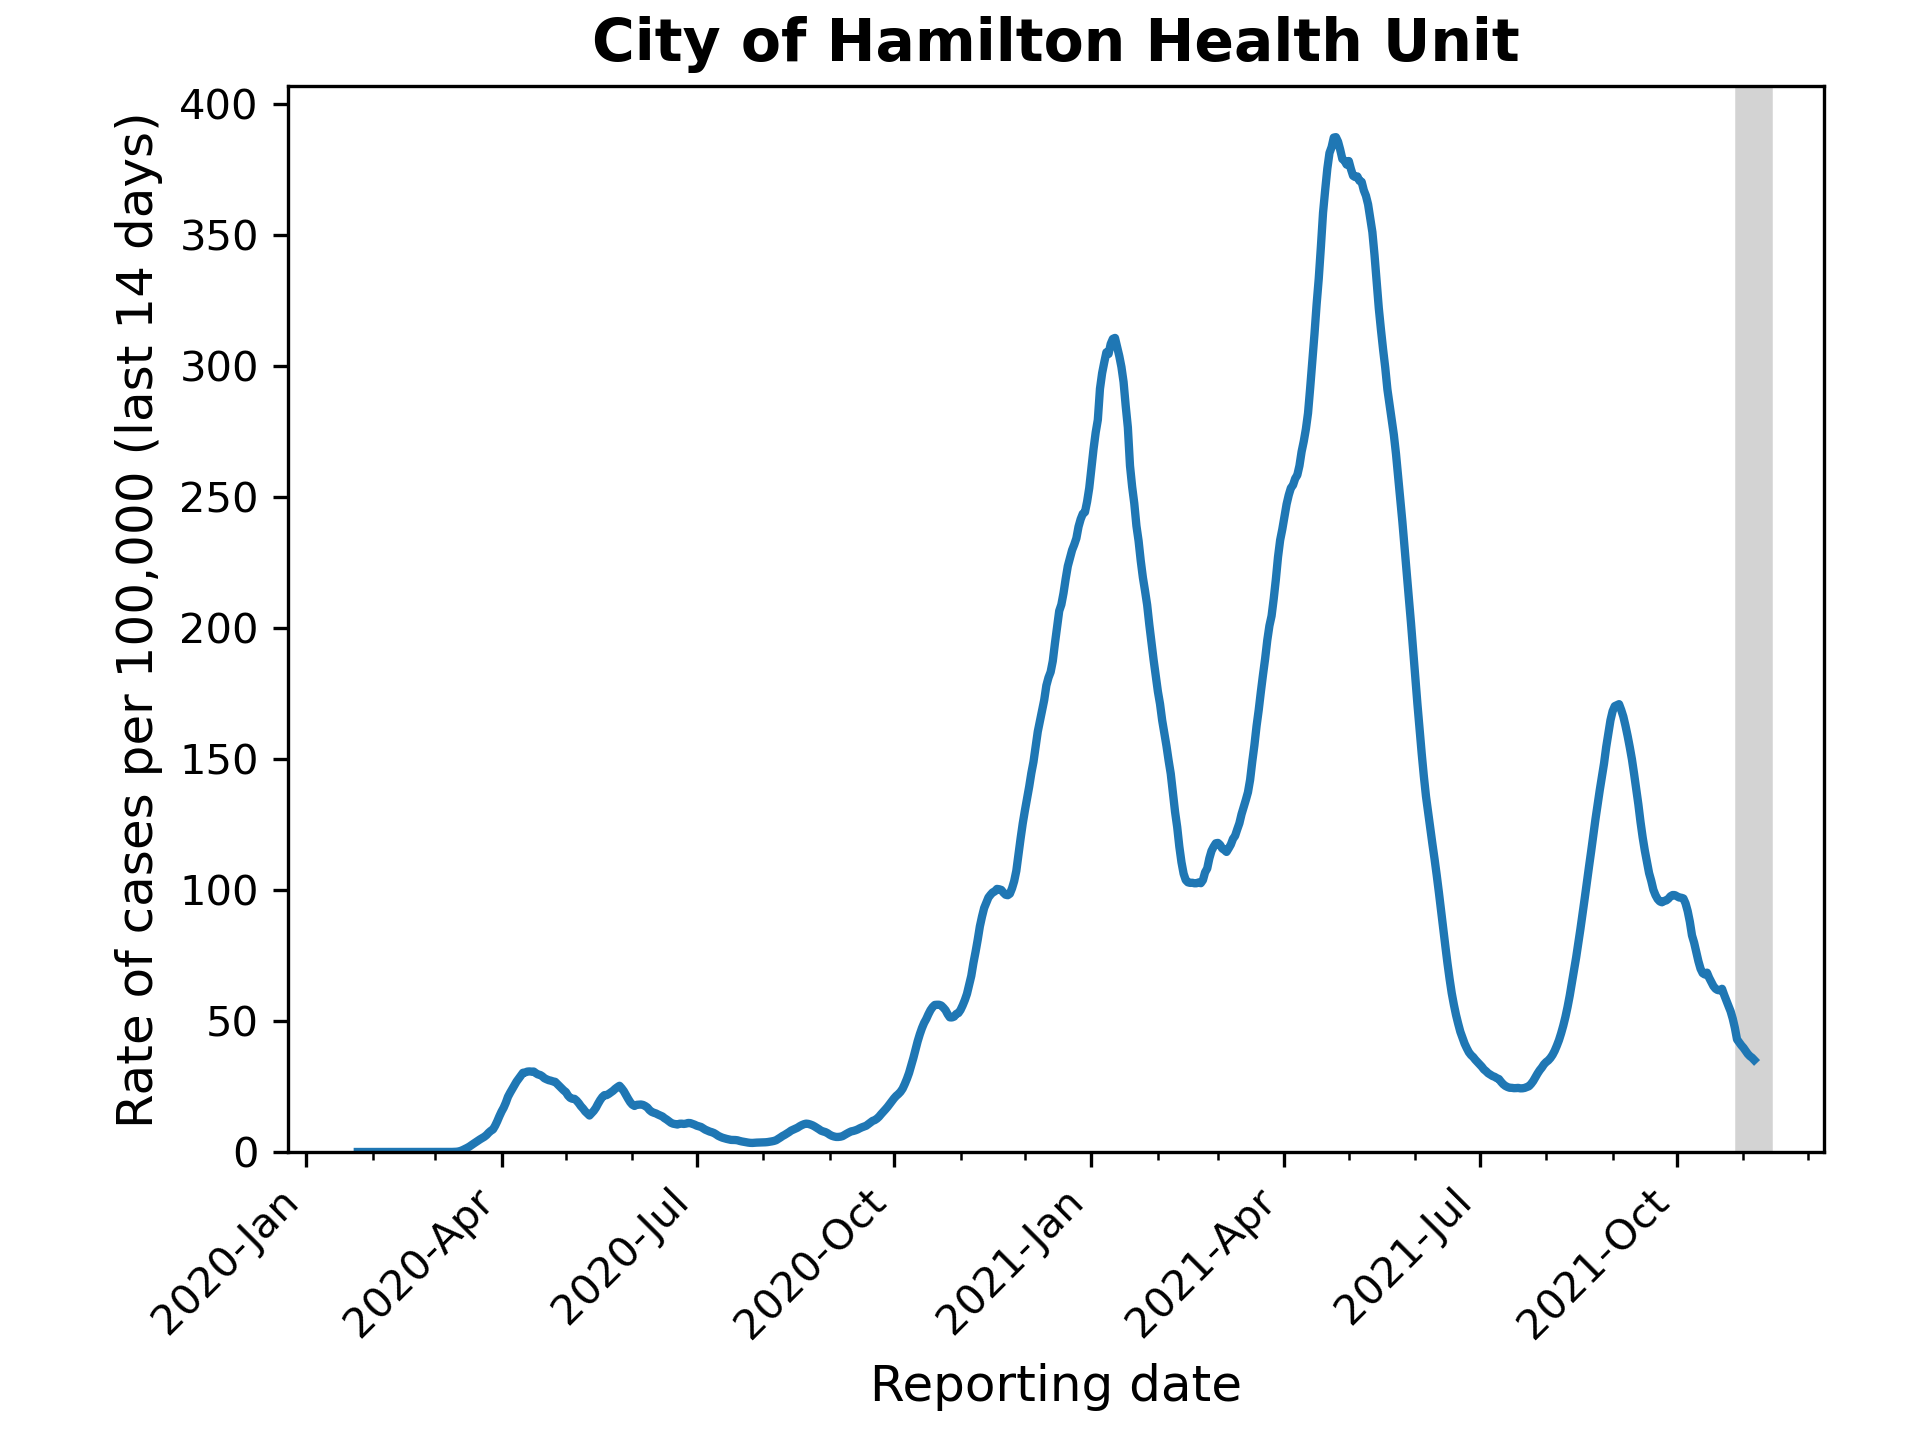 City of Hamilton Health Unit
Rate of cases per 100,000 (last 14 days)
400
350
300
250
200
150
100
50
0
2020-Jan
2020-Apr
2020-Jul
2020-Oct
2021-Jan
2021-Apr
2021-Jul
2021-Oct
Reporting date